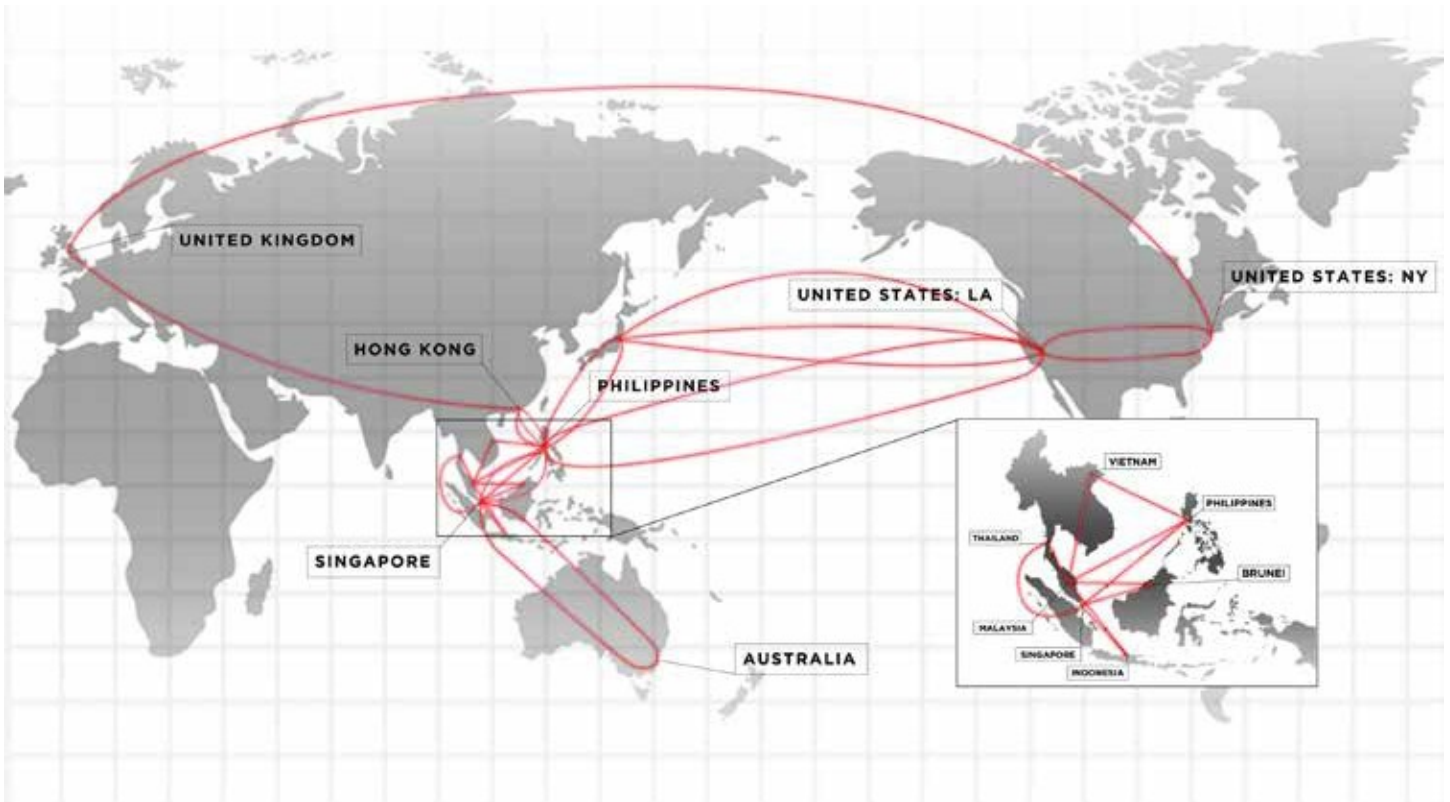 UNITED KINGDOM
UNITED STATES: NY
UNITED STATES: LA
HONG KONG
PHILIPPINES
SINGAPORE
AUSTRALIA
VIETNAM
PHILIPPINES
THAILAND
BRUNEI
MALAYSIA
SINGAPORE
INDONESIA